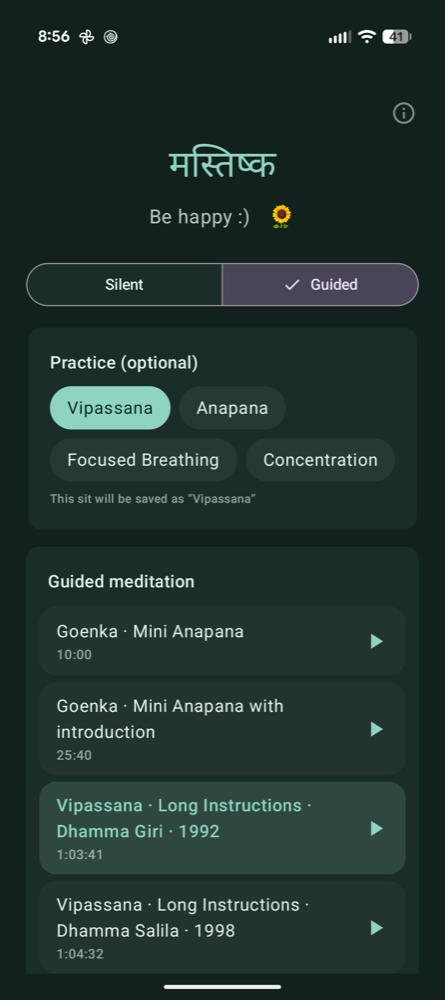 8:56
41
मस्तिष्क
Be happy :) 🌻
Silent
Guided
Practice (optional)
Vipassana
Anapana
Focused Breathing
Concentration
This sit will be saved as “Vipassana”
Guided meditation
Goenka · Mini Anapana
10:00
Goenka · Mini Anapana with
introduction
25:40
Vipassana · Long Instructions ·
Dhamma Giri · 1992
1:03:41
Vipassana · Long Instructions ·
Dhamma Salila · 1998
1:04:32